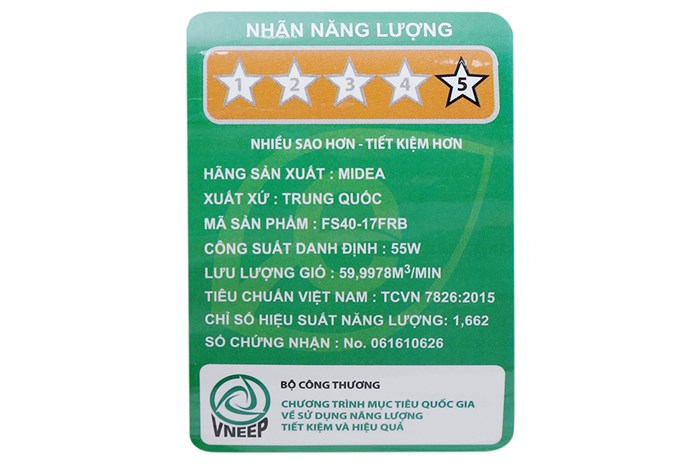 NHÃN NĂNG LƯỢNG
1 2 3 4 5
NHIỀU SAO HƠN - TIẾT KIỆM HƠN
HÃNG SẢN XUẤT : MIDEA
XUẤT XỨ : TRUNG QUỐC
MÃ SẢN PHẨM : FS40-17FRB
CÔNG SUẤT DANH ĐỊNH : 55W
LƯU LƯỢNG GIÓ : 59,9978M³/MIN
TIÊU CHUẨN VIỆT NAM : TCVN 7826:2015
CHỈ SỐ HIỆU SUẤT NĂNG LƯỢNG: 1,662
SỐ CHỨNG NHẬN : No. 061610626
BỘ CÔNG THƯƠNG
CHƯƠNG TRÌNH MỤC TIÊU QUỐC GIA
VỀ SỬ DỤNG NĂNG LƯỢNG
TIẾT KIỆM VÀ HIỆU QUẢ
VNEEP